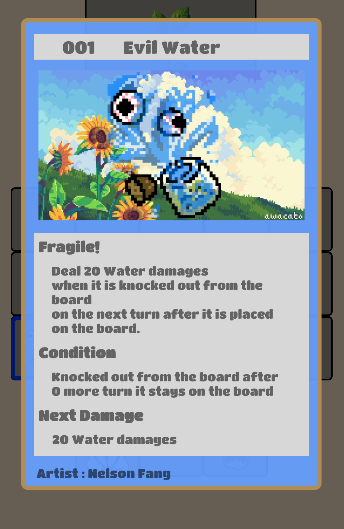 001 Evil Water
awacats
Fragile!
Deal 20 Water damages
when it is knocked out from the
board
on the next turn after it is placed
on the board.
Condition
Knocked out from the board after
0 more turn it stays on the board
Next Damage
20 Water damages
Artist : Nelson Fang